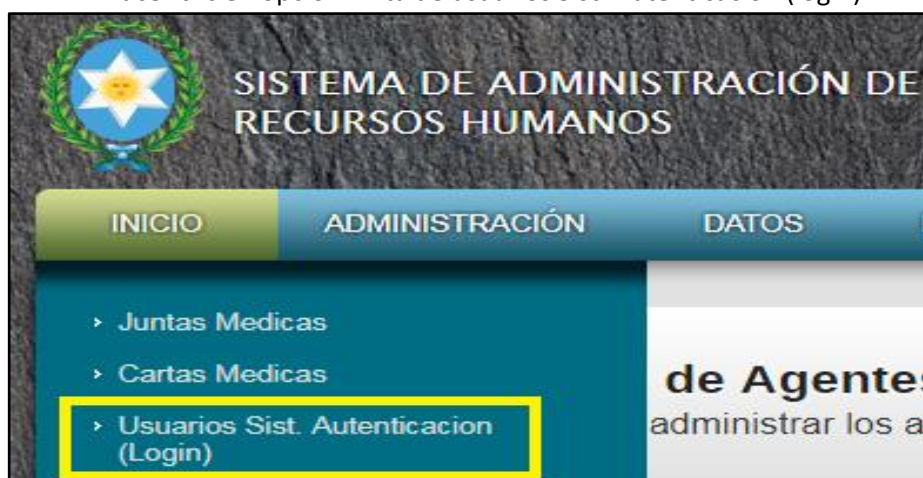 SISTEMA DE ADMINISTRACIÓN DE
RECURSOS HUMANOS
INICIO ADMINISTRACIÓN DATOS
Juntas Medicas
Cartas Medicas
de Agentes
Usuarios Sist. Autenticacion
(Login)
administrar los a